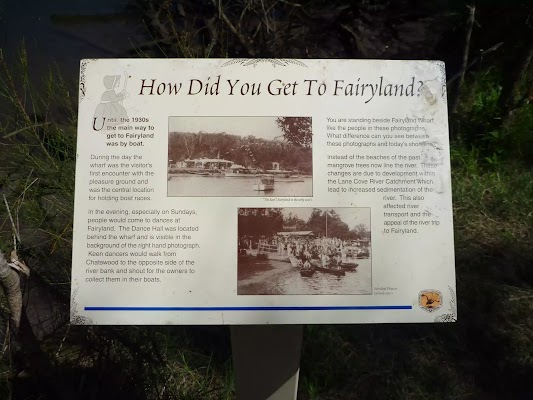 How Did You Get To Fairyland?
Until the 1930s
the main way to
get to Fairyland
was by boat.
During the day the
wharf was the visitor's
first encounter with the
pleasure ground and
was the central location
for holding boat races.
In the evening, especially on Sundays,
people would come to dances at
Fairyland. The Dance Hall was located
behind the wharf and is visible in the
background of the right hand photograph.
Keen dancers would walk from
Chatswood to the opposite side of the
river bank and shout for the owners to
collect them in their boats.
You are standing beside Fairyland Wharf
like the people in these photographs.
What difference can you see between
these photographs and today's shoreline?
Instead of the beaches of the past
mangrove trees now line the river. These
changes are due to development within
the Lane Cove River Catchment which
lead to increased sedimentation of the
river. This also
affected river
transport and the
appeal of the river trip
to Fairyland.